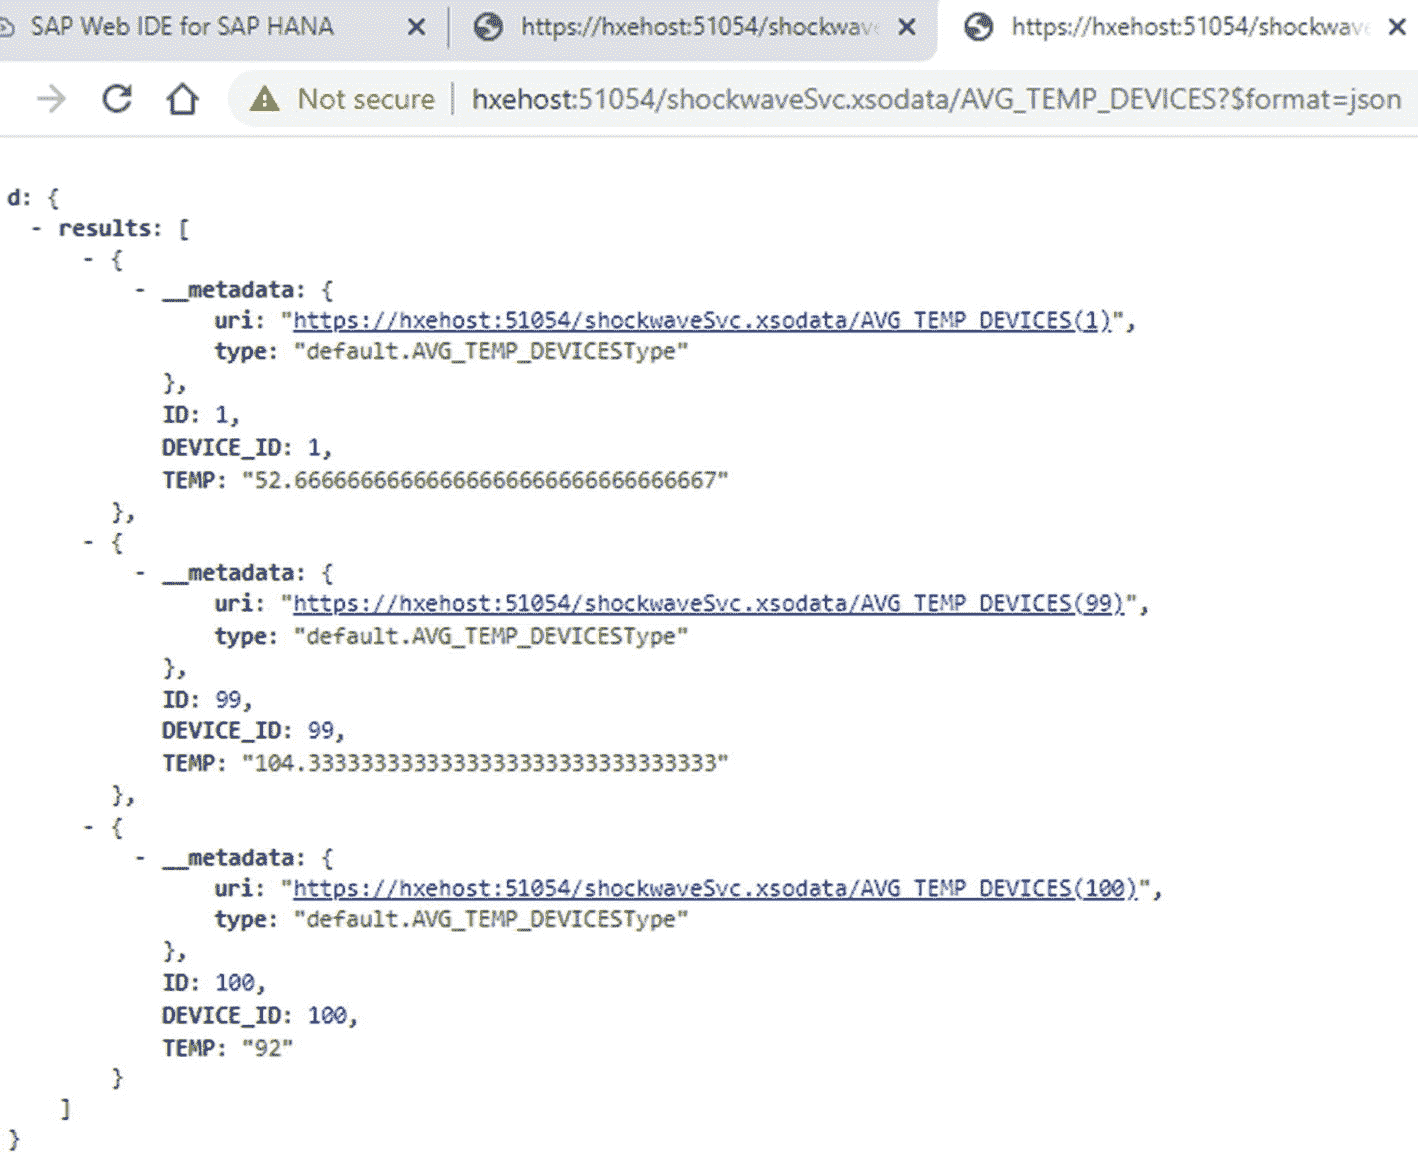 SAP Web IDE for SAP HANA
https://hxehost:51054/shockwav
https://hxehost:51054/shockwav
Not secure | hxehost:51054/shockwaveSvc.xsodata/AVG_TEMP_DEVICES?$format=json
d: {
- results: [
- {
- __metadata: {
uri: "https://hxehost:51054/shockwaveSvc.xsodata/AVG_TEMP_DEVICES(1)",
type: "default.AVG_TEMP_DEVICESType"
},
ID: 1,
DEVICE_ID: 1,
TEMP: "52.66666666666666666666666666666667"
},
- {
- __metadata: {
uri: "https://hxehost:51054/shockwaveSvc.xsodata/AVG_TEMP_DEVICES(99)",
type: "default.AVG_TEMP_DEVICESType"
},
ID: 99,
DEVICE_ID: 99,
TEMP: "104.3333333333333333333333333333333"
},
- {
- __metadata: {
uri: "https://hxehost:51054/shockwaveSvc.xsodata/AVG_TEMP_DEVICES(100)",
type: "default.AVG_TEMP_DEVICESType"
},
ID: 100,
DEVICE_ID: 100,
TEMP: "92"
}
]
}